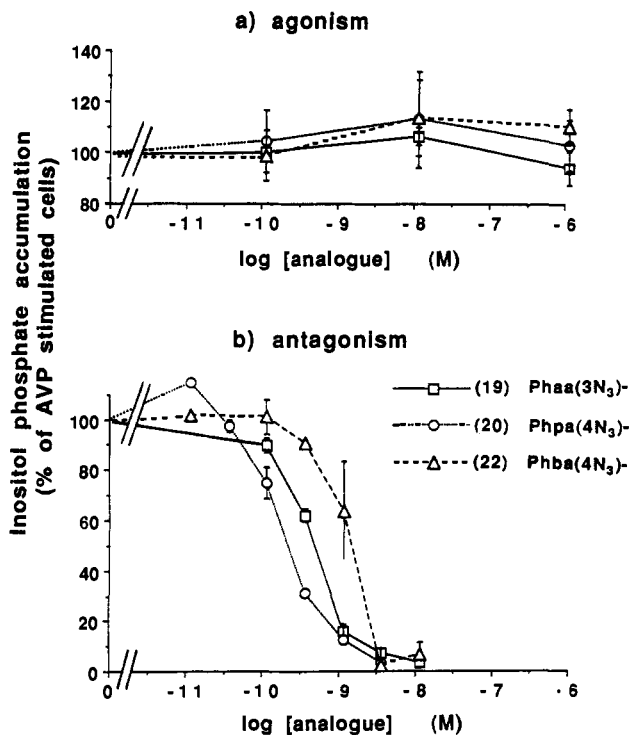 a) agonism
140
120
100
80
0 -11 -10 -9 -8 -7 -6
log [analogue] (M)
Inositol phosphate accumulation
(% of AVP stimulated cells)
b) antagonism
(19) Phaa(3N₃)-
(20) Phpa(4N₃)-
(22) Phba(4N₃)-
100
80
60
40
20
0
-11 -10 -9 -8 -7 -6
log [analogue] (M)